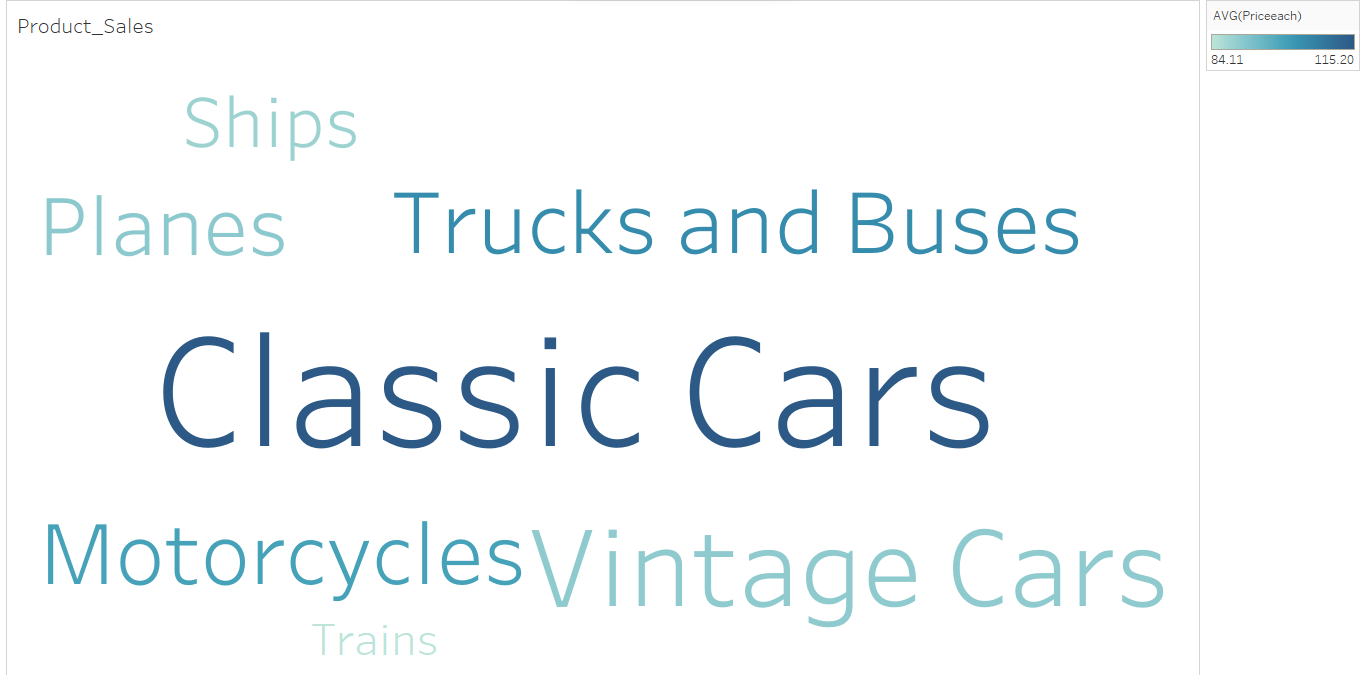 Product_Sales
Ships
Planes
Trucks and Buses
Classic Cars
Motorcycles
Vintage Cars
Trains
AVG(Priceeach)
84.11 115.20